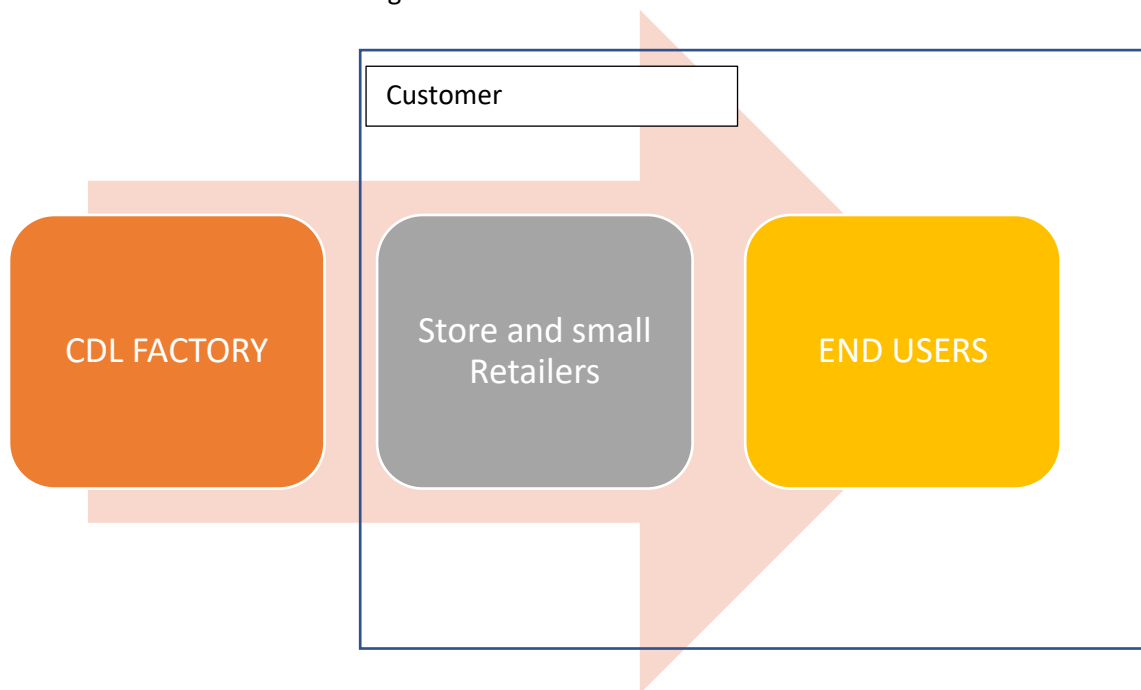 Customer
CDL FACTORY
Store and small
Retailers
END USERS